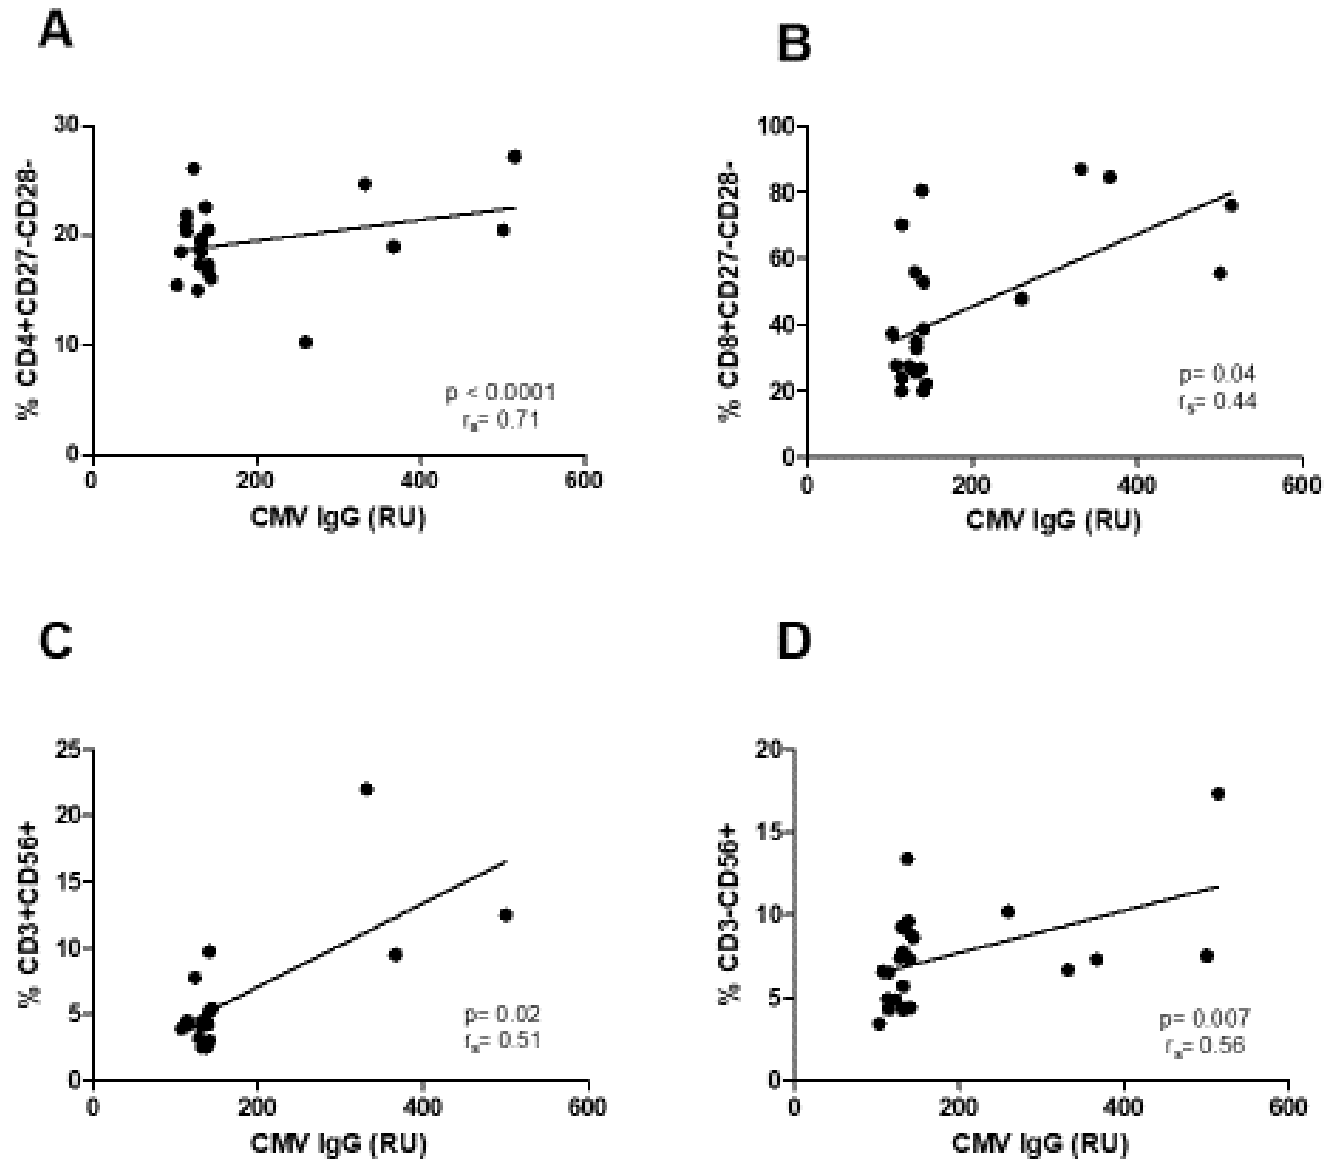 A
30
20
10
0
% CD4+CD27-CD28-
p < 0.0001
rs= 0.71
0 200 400 600
CMV IgG (RU)
B
100
80
60
40
20
0
% CD8+CD27-CD28-
p= 0.04
rs= 0.44
0 200 400 600
CMV IgG (RU)
C
25
20
15
10
5
0
% CD3+CD56+
p= 0.02
rs= 0.51
0 200 400 600
CMV IgG (RU)
D
20
15
10
5
0
% CD3-CD56+
p= 0.007
rs= 0.56
0 200 400 600
CMV IgG (RU)